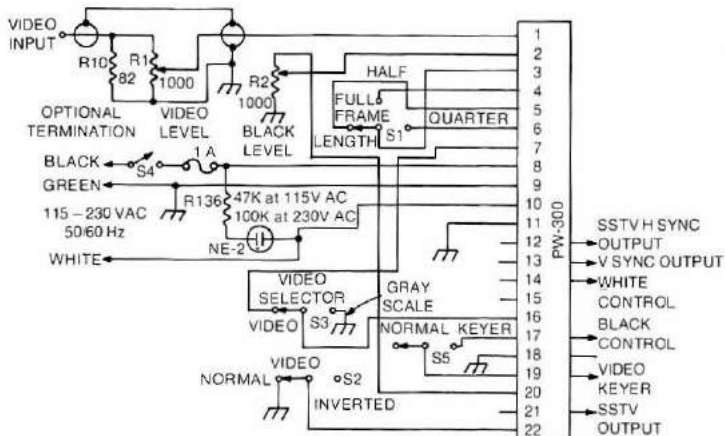 VIDEO
INPUT
R10
82
R1
1000
R2
1000
OPTIONAL
TERMINATION
VIDEO
LEVEL
BLACK
LEVEL
HALF
FULL
FRAME
LENGTH
S1
QUARTER
BLACK
S4
1 A
GREEN
115 – 230 VAC
50/60 Hz
R136
47K at 115V AC
100K at 230V AC
NE-2
WHITE
VIDEO
SELECTOR
VIDEO
S3
GRAY
SCALE
NORMAL
KEYER
S5
VIDEO
NORMAL
S2
INVERTED
1
2
3
4
5
6
7
8
9
10
11
12
13
14
15
16
17
18
19
20
21
22
PW-300
SSTV H SYNC
OUTPUT
V SYNC OUTPUT
WHITE
CONTROL
BLACK
CONTROL
VIDEO
KEYER
SSTV
OUTPUT